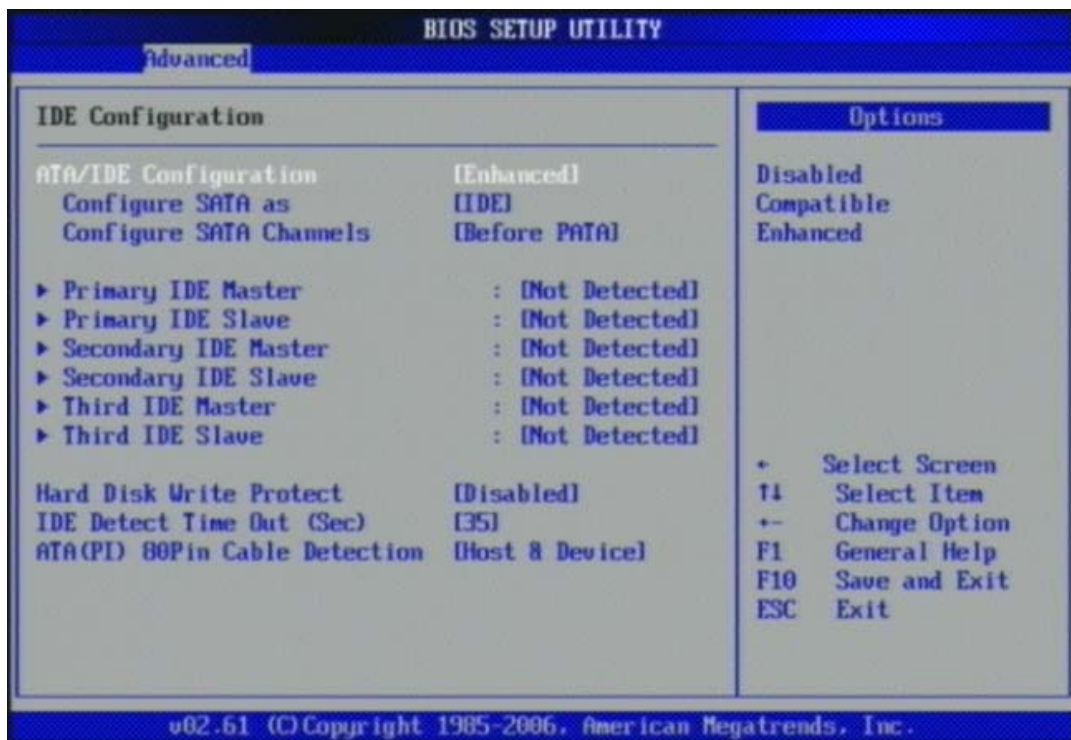 BIOS SETUP UTILITY
Advanced
IDE Configuration
ATA/IDE Configuration [Enhanced]
Configure SATA as [IDE]
Configure SATA Channels [Before PATA]
▶ Primary IDE Master : [Not Detected]
▶ Primary IDE Slave : [Not Detected]
▶ Secondary IDE Master : [Not Detected]
▶ Secondary IDE Slave : [Not Detected]
▶ Third IDE Master : [Not Detected]
▶ Third IDE Slave : [Not Detected]
Hard Disk Write Protect [Disabled]
IDE Detect Time Out (Sec) [35]
ATA(PI) 80Pin Cable Detection [Host & Device]
Options
Disabled
Compatible
Enhanced
← Select Screen
↑↓ Select Item
+- Change Option
F1 General Help
F10 Save and Exit
ESC Exit
v02.61 (C)Copyright 1985-2006, American Megatrends, Inc.